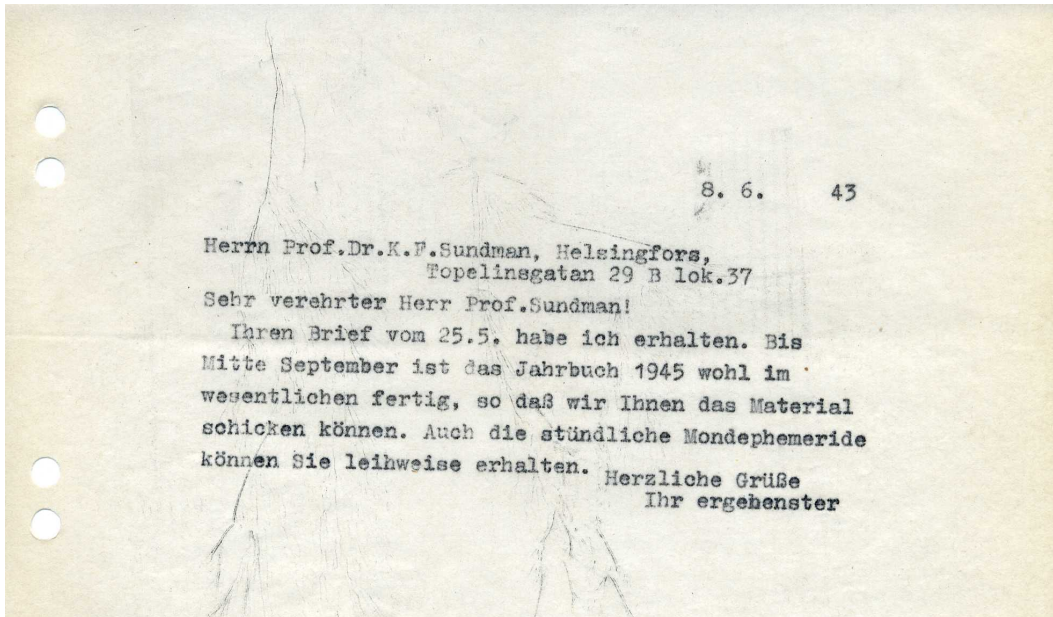 8. 6. 43
Herrn Prof.Dr.K.F.Sundman, Helsingfors,
Topelinsgatan 29 B lok.37
Sehr verehrter Herr Prof.Sundman!
Ihren Brief vom 25.5. habe ich erhalten. Bis
Mitte September ist das Jahrbuch 1945 wohl im
wesentlichen fertig, so daß wir Ihnen das Material
schicken können. Auch die stündliche Mondephemeride
können Sie leihweise erhalten.
Herzliche Grüße
Ihr ergebenster